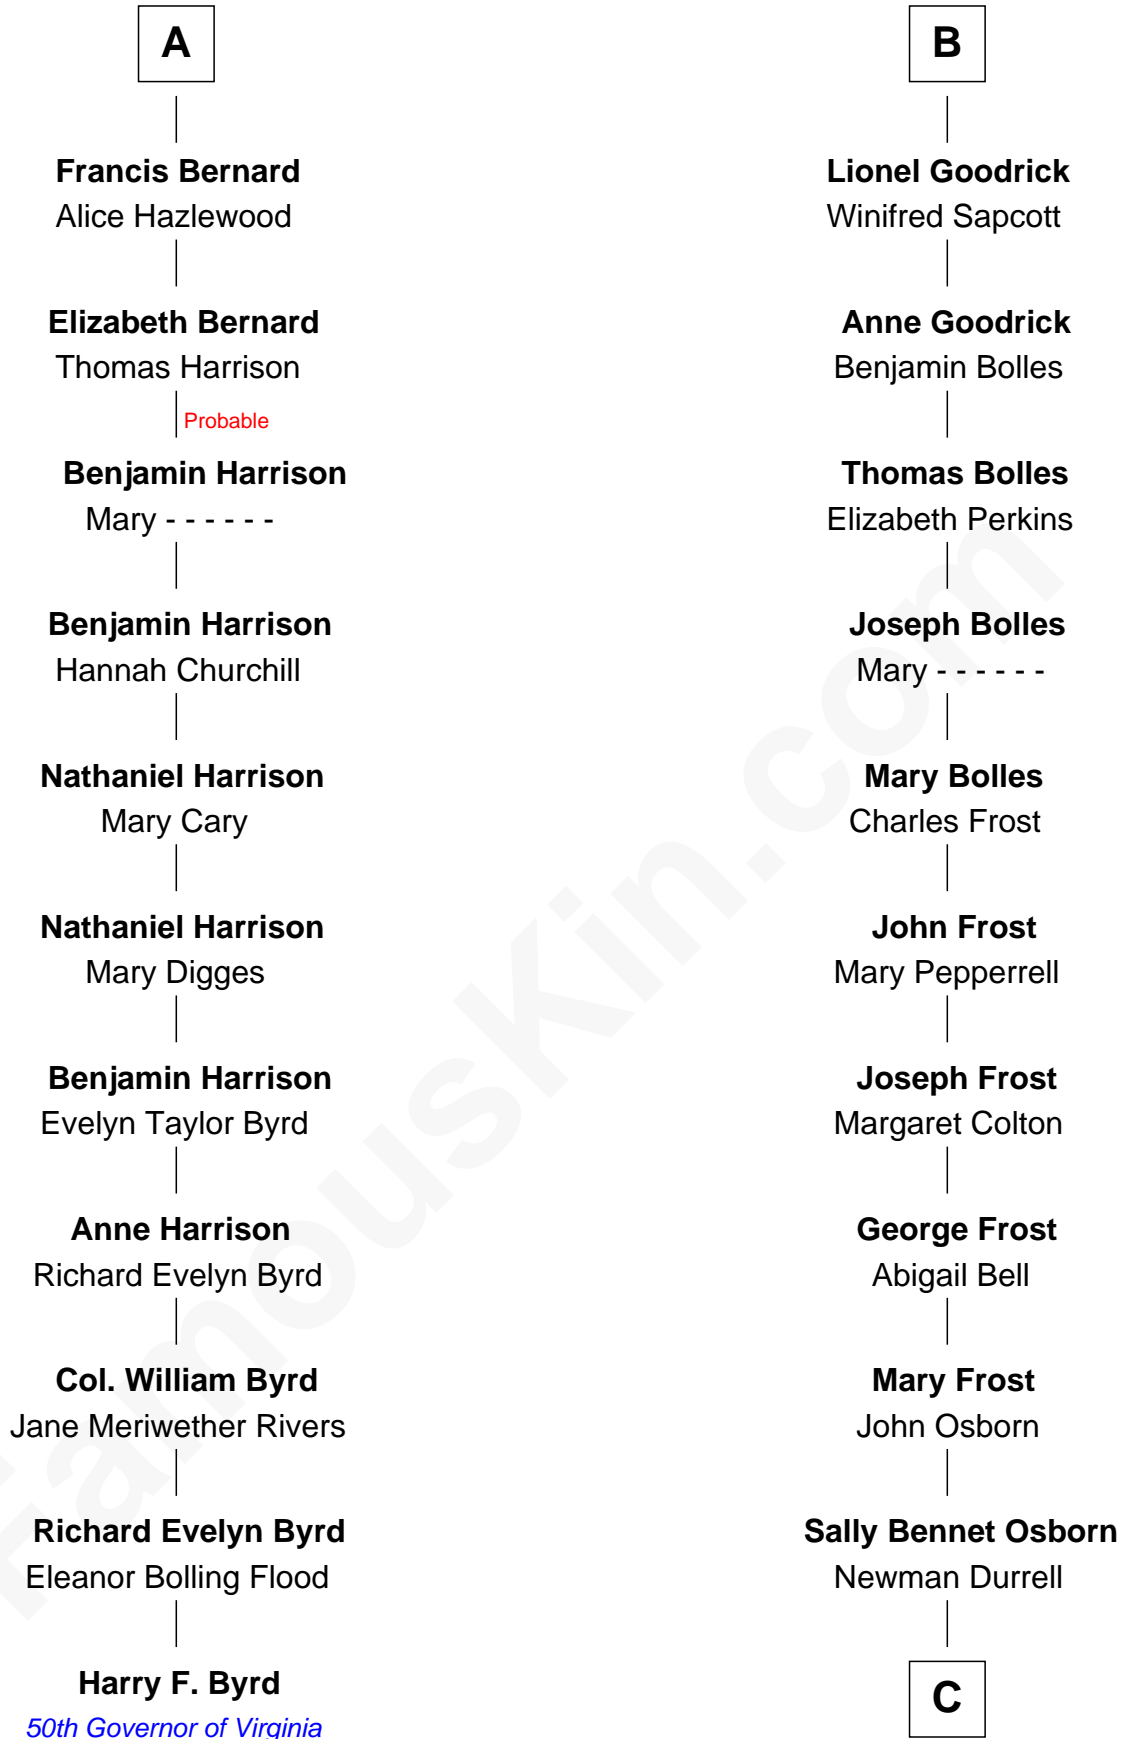 A
Francis Bernard
Alice Hazlewood
Elizabeth Bernard
Thomas Harrison
Probable
Benjamin Harrison
Mary - - - - - -
Benjamin Harrison
Hannah Churchill
Nathaniel Harrison
Mary Cary
Nathaniel Harrison
Mary Digges
Benjamin Harrison
Evelyn Taylor Byrd
Anne Harrison
Richard Evelyn Byrd
Col. William Byrd
Jane Meriwether Rivers
Richard Evelyn Byrd
Eleanor Bolling Flood
Harry F. Byrd
50th Governor of Virginia
B
Lionel Goodrick
Winifred Sapcott
Anne Goodrick
Benjamin Bolles
Thomas Bolles
Elizabeth Perkins
Joseph Bolles
Mary - - - - - -
Mary Bolles
Charles Frost
John Frost
Mary Pepperrell
Joseph Frost
Margaret Colton
George Frost
Abigail Bell
Mary Frost
John Osborn
Sally Bennet Osborn
Newman Durrell
C
FamousKin.com